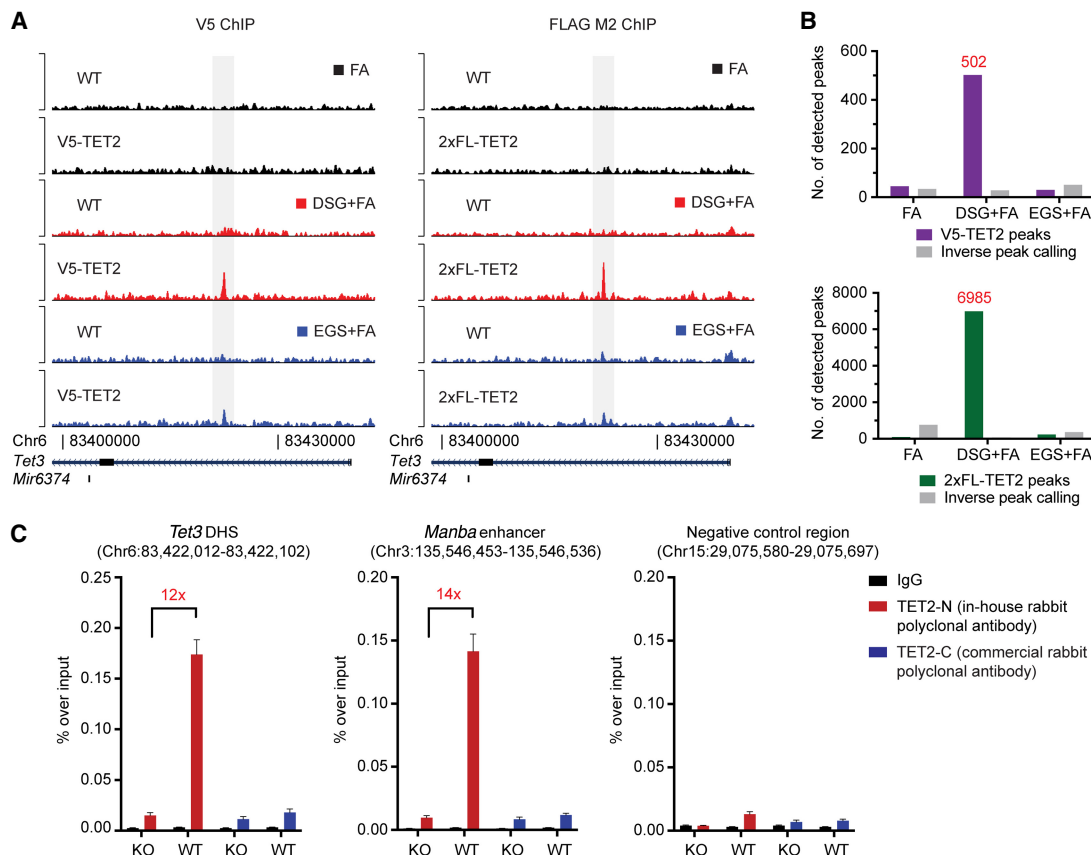 A
V5 ChIP
FLAG M2 ChIP
WT
FA
V5-TET2
WT
DSG+FA
V5-TET2
WT
EGS+FA
V5-TET2
Chr6
83400000
83430000
Tet3
Mir6374
WT
FA
2xFL-TET2
WT
DSG+FA
2xFL-TET2
WT
EGS+FA
2xFL-TET2
Chr6
83400000
83430000
Tet3
Mir6374
B
No. of detected peaks
600
400
200
0
502
FA
DSG+FA
EGS+FA
V5-TET2 peaks
Inverse peak calling
No. of detected peaks
8000
6000
4000
2000
0
6985
FA
DSG+FA
EGS+FA
2xFL-TET2 peaks
Inverse peak calling
C
Tet3 DHS
(Chr6:83,422,012-83,422,102)
% over input
0.25
0.20
0.15
0.10
0.05
0.00
12x
KO
WT
KO
WT
Manba enhancer
(Chr3:135,546,453-135,546,536)
% over input
0.20
0.15
0.10
0.05
0.00
14x
KO
WT
KO
WT
Negative control region
(Chr15:29,075,580-29,075,697)
% over input
0.20
0.15
0.10
0.05
0.00
KO
WT
KO
WT
IgG
TET2-N (in-house rabbit
polyclonal antibody)
TET2-C (commercial rabbit
polyclonal antibody)